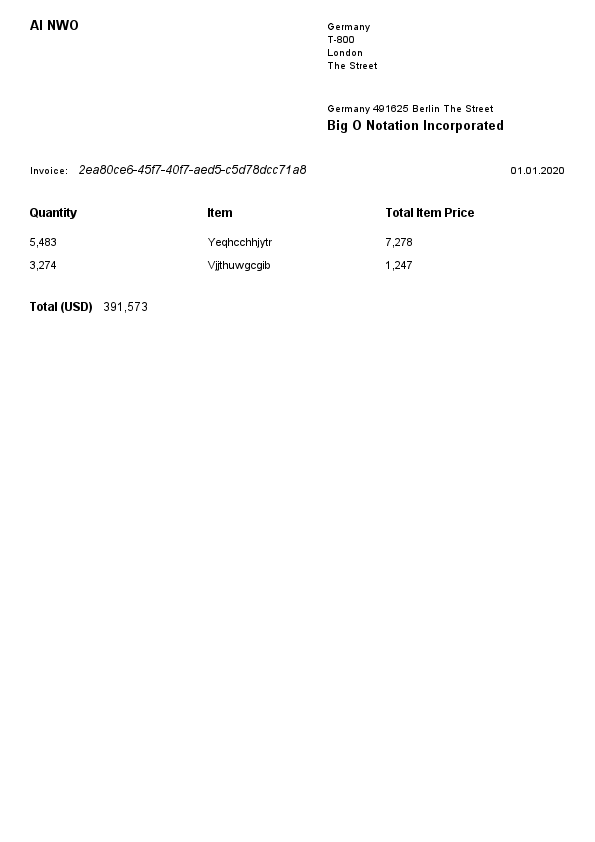 AI NWO
Germany
T-800
London
The Street
Germany 491625 Berlin The Street
Big O Notation Incorporated
Invoice: 2ea80ce6-45f7-40f7-aed5-c5d78dcc71a8 01.01.2020
Quantity Item Total Item Price
5,483 Yeqhcchhjytr 7,278
3,274 Vjjthuwgcgib 1,247
Total (USD) 391,573